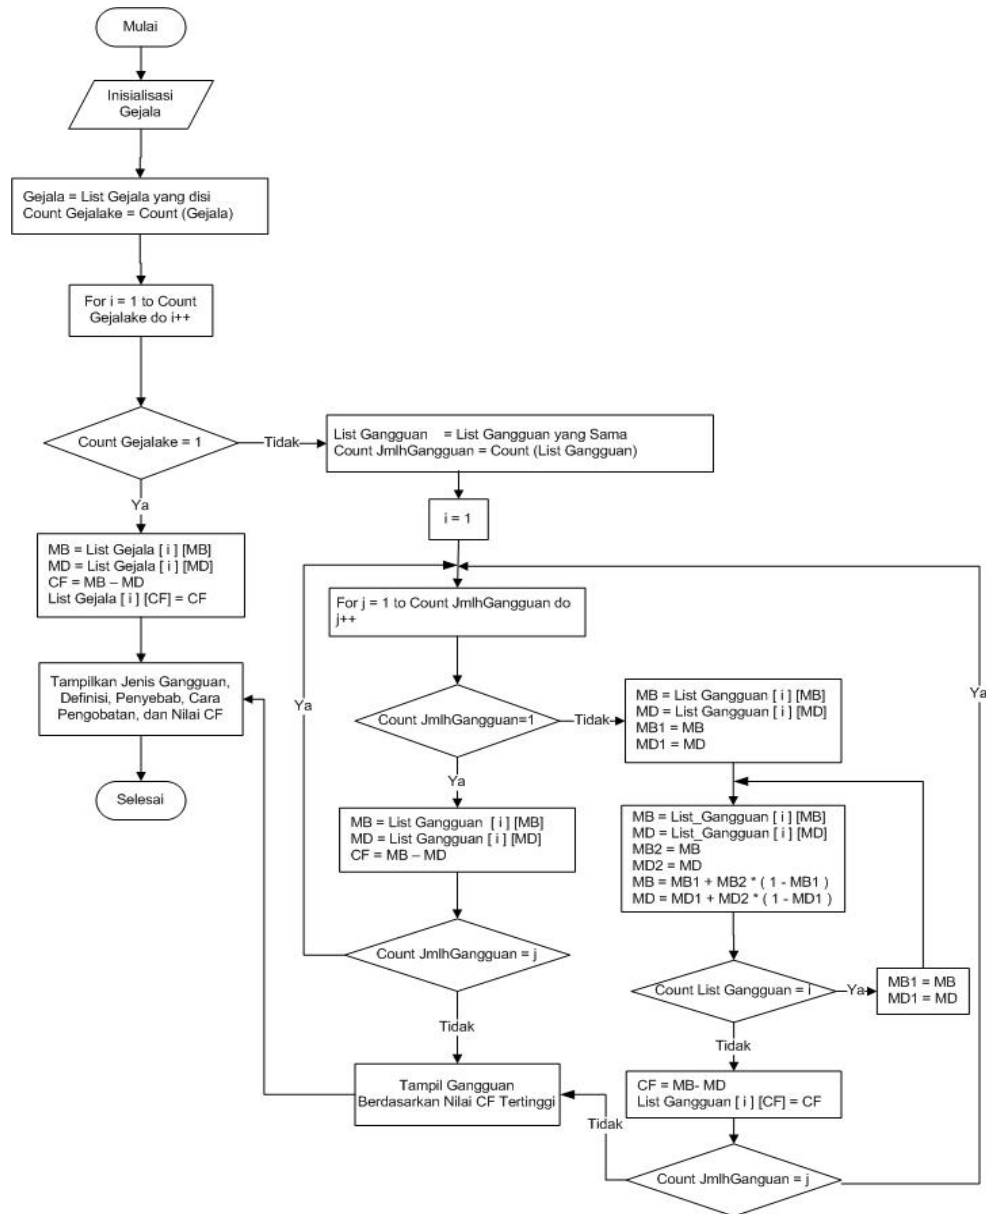 Mulai
Inisialisasi
Gejala
Gejala = List Gejala yang disi
Count Gejalake = Count (Gejala)
For i = 1 to Count
Gejalake do i++
Count Gejalake = 1
Tidak
List Gangguan = List Gangguan yang Sama
Count JmlhGangguan = Count (List Gangguan)
Ya
i = 1
MB = List Gejala [ i ] [MB]
MD = List Gejala [ i ] [MD]
CF = MB – MD
List Gejala [ i ] [CF] = CF
For j = 1 to Count JmlhGangguan do
j++
Tampilkan Jenis Gangguan,
Definisi, Penyebab, Cara
Pengobatan, dan Nilai CF
Ya
Count JmlhGangguan=1
Tidak
MB = List Gangguan [ i ] [MB]
MD = List Gangguan [ i ] [MD]
MB1 = MB
MD1 = MD
Ya
Selesai
Ya
MB = List Gangguan [ i ] [MB]
MD = List Gangguan [ i ] [MD]
CF = MB – MD
MB = List_Gangguan [ i ] [MB]
MD = List_Gangguan [ i ] [MD]
MB2 = MB
MD2 = MD
MB = MB1 + MB2 * ( 1 - MB1 )
MD = MD1 + MD2 * ( 1 - MD1 )
Count JmlhGangguan = j
Count List Gangguan = i
Ya
MB1 = MB
MD1 = MD
Tidak
Tidak
Tampil Gangguan
Berdasarkan Nilai CF Tertinggi
CF = MB- MD
List Gangguan [ i ] [CF] = CF
Tidak
Count JmlhGanguan = j